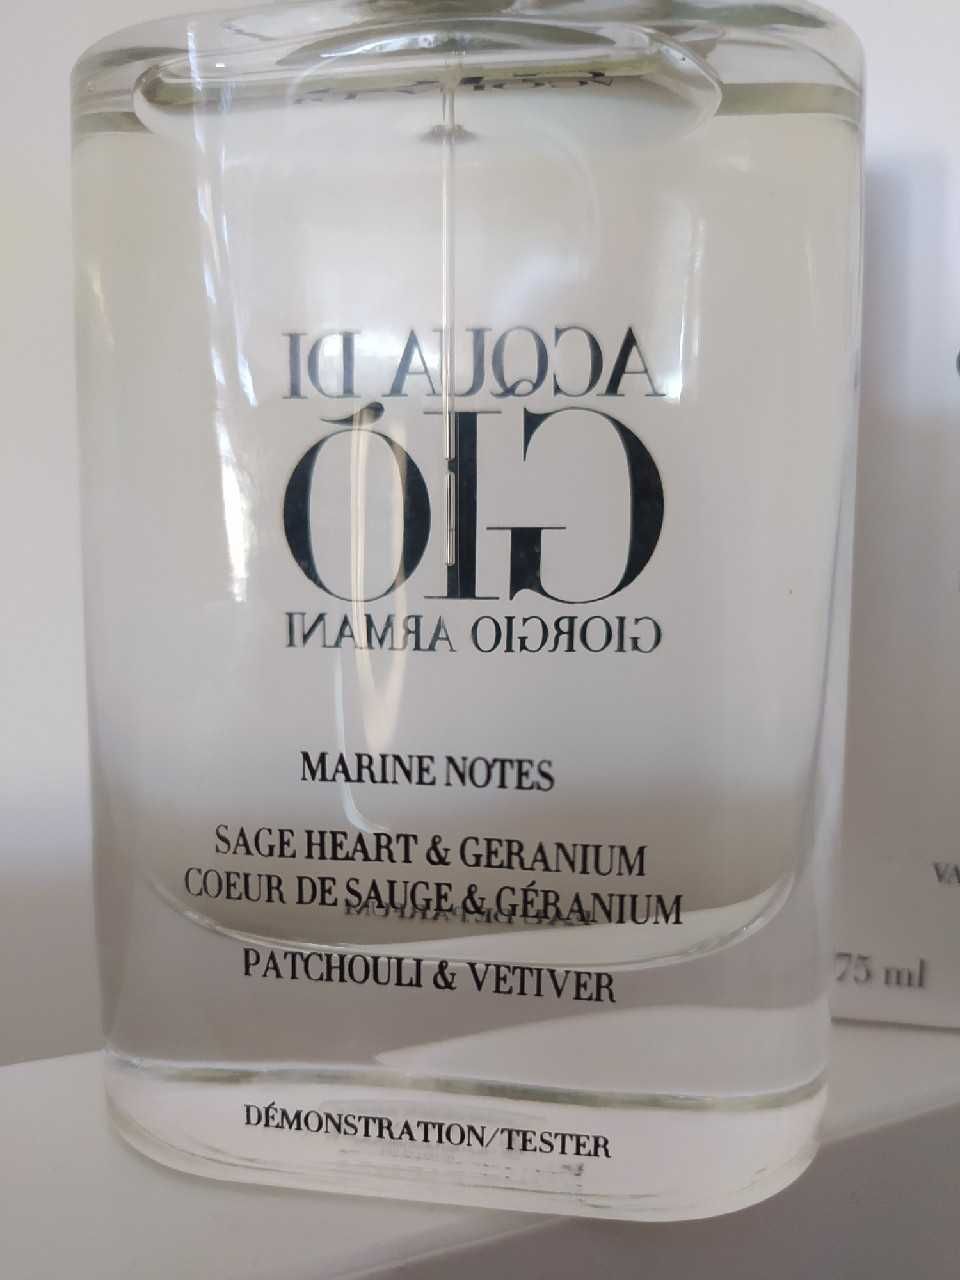 ACQUA DI
GIÒ
GIORGIO ARMANI
MARINE NOTES
SAGE HEART & GERANIUM
COEUR DE SAUGE & GÉRANIUM
PATCHOULI & VETIVER
DÉMONSTRATION/TESTER
VA
75 ml